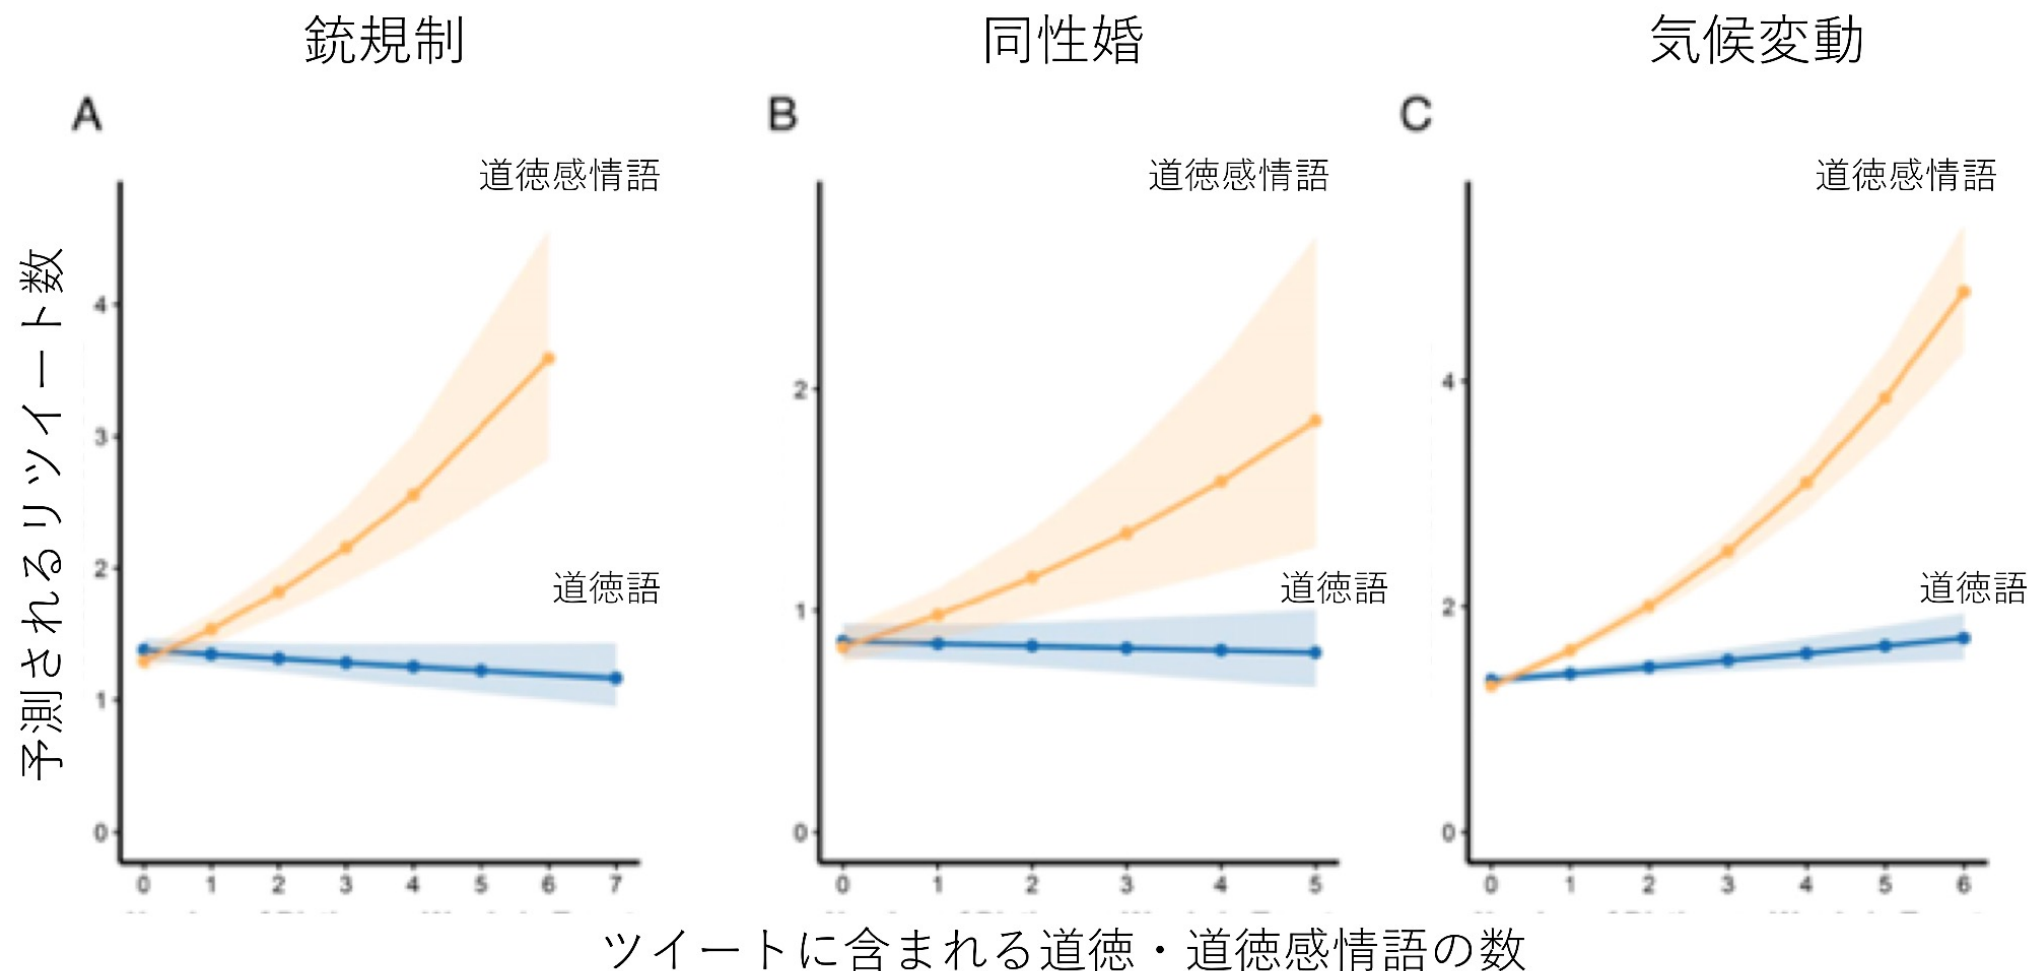 銃規制
同性婚
気候変動
A
B
C
道徳感情語
道徳感情語
道徳感情語
予測されるリツイート数
道徳語
道徳語
道徳語
4
3
2
1
0
2
1
0
4
2
0
0 1 2 3 4 5 6 7
0 1 2 3 4 5
0 1 2 3 4 5 6
ツイートに含まれる道徳・道徳感情語の数